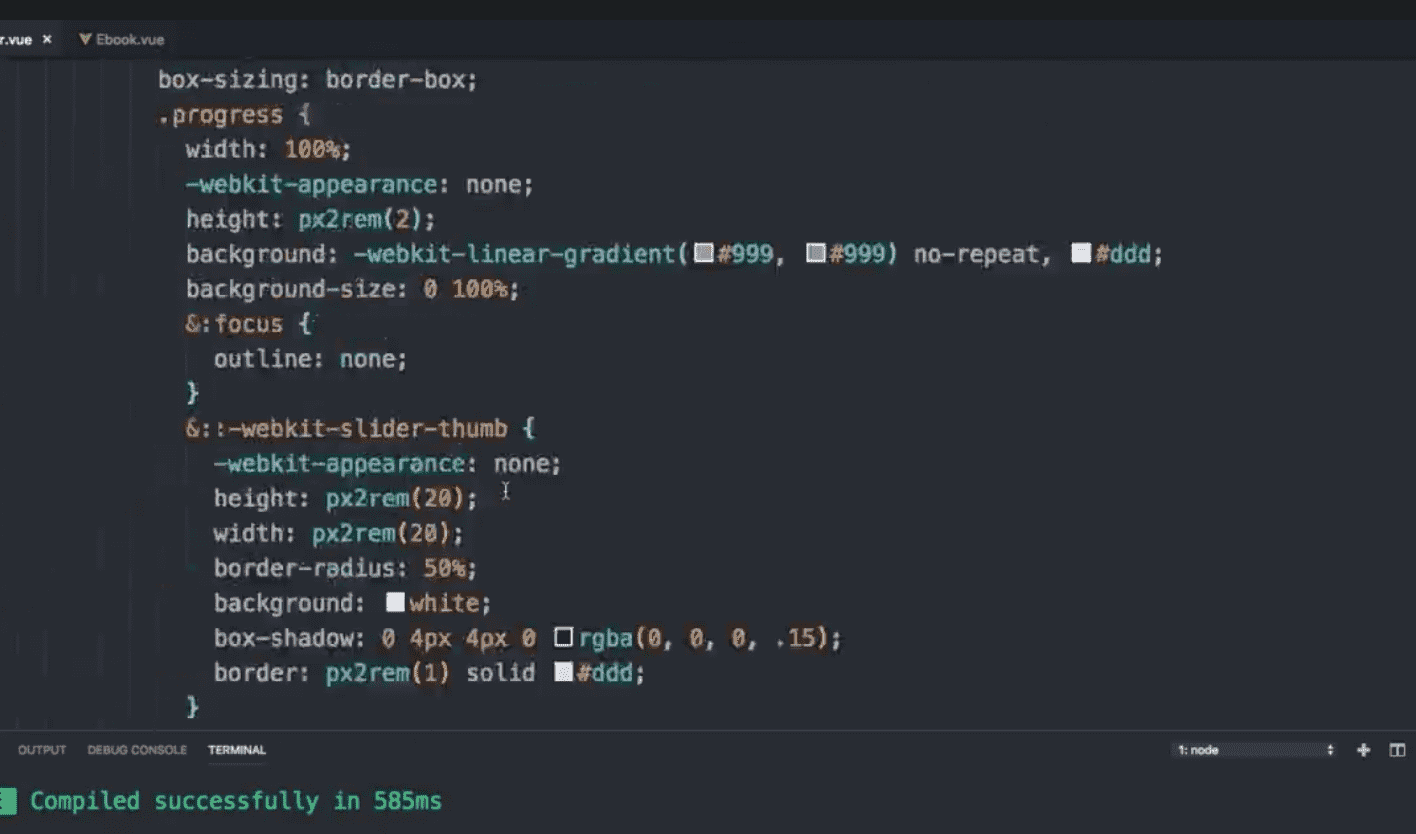 r.vue ×
Ebook.vue
box-sizing: border-box;
.progress {
width: 100%;
-webkit-appearance: none;
height: px2rem(2);
background: -webkit-linear-gradient(#999, #999) no-repeat, #ddd;
background-size: 0 100%;
&:focus {
outline: none;
}
&::-webkit-slider-thumb {
-webkit-appearance: none;
height: px2rem(20);
width: px2rem(20);
border-radius: 50%;
background: white;
box-shadow: 0 4px 4px 0 rgba(0, 0, 0, .15);
border: px2rem(1) solid #ddd;
}
OUTPUT DEBUG CONSOLE TERMINAL 1: node
Compiled successfully in 585ms